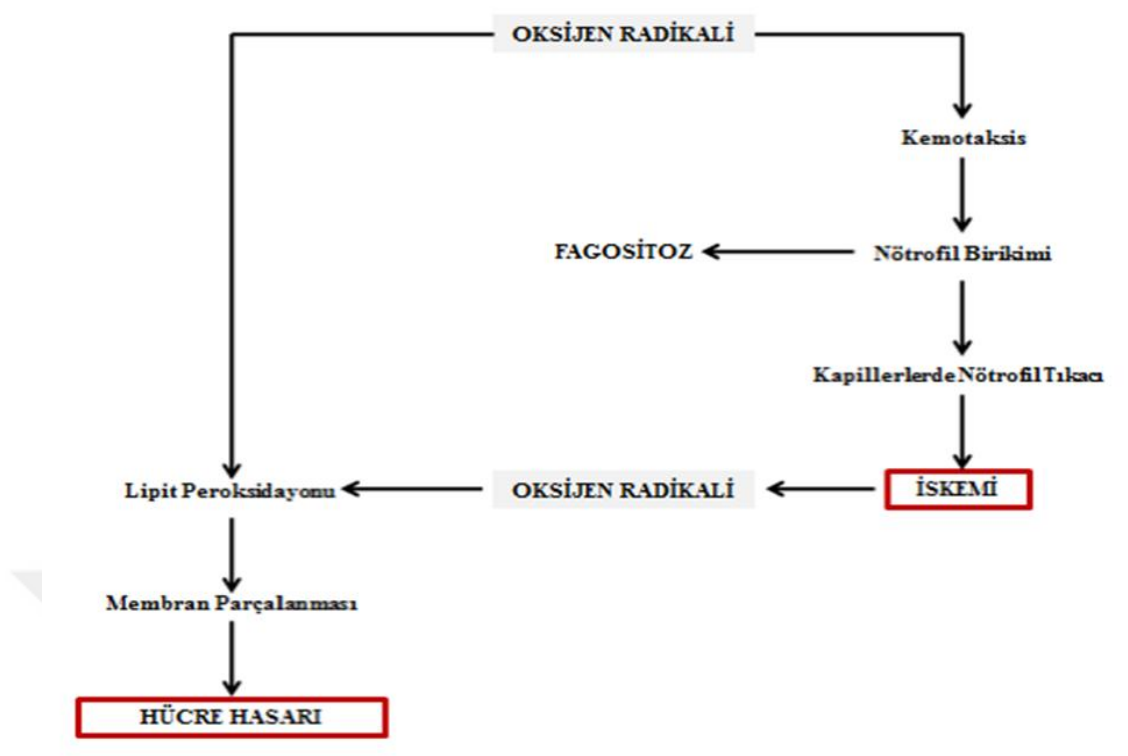 OKSİJEN RADİKALİ
Kemotaksis
FAGOSİTOZ
Nötrofil Birikimi
Kapillerlerde Nötrofil Tıkacı
Lipit Peroksidayonu
OKSİJEN RADİKALİ
İSKEMİ
Membran Parçalanması
HÜCRE HASARI